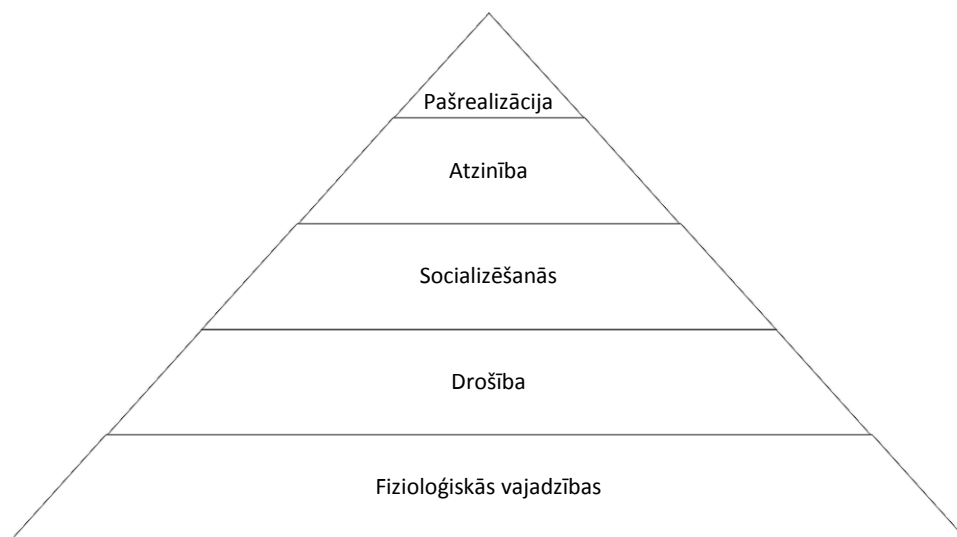 Pašrealizācija
Atzinība
Socializēšanās
Drošība
Fizioloģiskās vajadzības